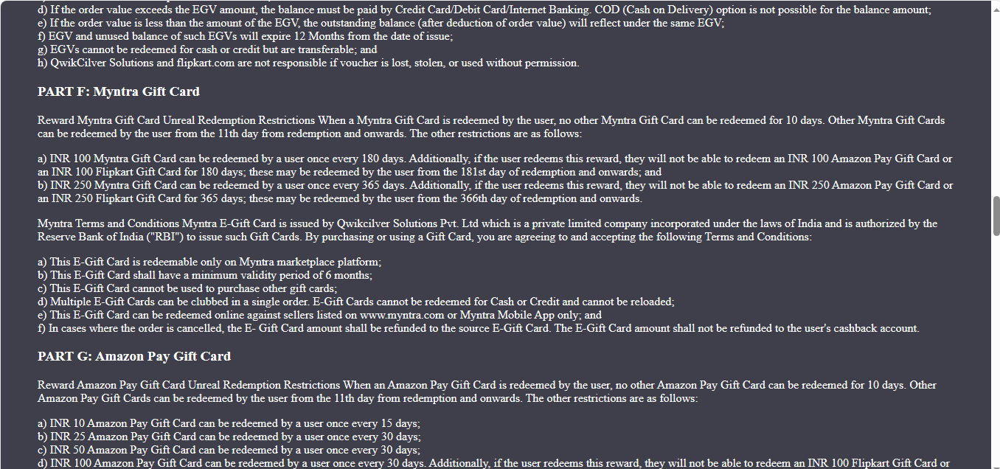 d) If the order value exceeds the EGV amount, the balance must be paid by Credit Card/Debit Card/Internet Banking. COD (Cash on Delivery) option is not possible for the balance amount;
e) If the order value is less than the amount of the EGV, the outstanding balance (after deduction of order value) will reflect under the same EGV;
f) EGV and unused balance of such EGVs will expire 12 Months from the date of issue;
g) EGVs cannot be redeemed for cash or credit but are transferable; and
h) QwikCilver Solutions and flipkart.com are not responsible if voucher is lost, stolen, or used without permission.
PART F: Myntra Gift Card
Reward Myntra Gift Card Unreal Redemption Restrictions When a Myntra Gift Card is redeemed by the user, no other Myntra Gift Card can be redeemed for 10 days. Other Myntra Gift Cards
can be redeemed by the user from the 11th day from redemption and onwards. The other restrictions are as follows:
a) INR 100 Myntra Gift Card can be redeemed by a user once every 180 days. Additionally, if the user redeems this reward, they will not be able to redeem an INR 100 Amazon Pay Gift Card or
an INR 100 Flipkart Gift Card for 180 days; these may be redeemed by the user from the 181st day of redemption and onwards; and
b) INR 250 Myntra Gift Card can be redeemed by a user once every 365 days. Additionally, if the user redeems this reward, they will not be able to redeem an INR 250 Amazon Pay Gift Card or
an INR 250 Flipkart Gift Card for 365 days; these may be redeemed by the user from the 366th day of redemption and onwards.
Myntra Terms and Conditions Myntra E-Gift Card is issued by Qwikcilver Solutions Pvt. Ltd which is a private limited company incorporated under the laws of India and is authorized by the
Reserve Bank of India ("RBI") to issue such Gift Cards. By purchasing or using a Gift Card, you are agreeing to and accepting the following Terms and Conditions:
a) This E-Gift Card is redeemable only on Myntra marketplace platform;
b) This E-Gift Card shall have a minimum validity period of 6 months;
c) This E-Gift Card cannot be used to purchase other gift cards;
d) Multiple E-Gift Cards can be clubbed in a single order. E-Gift Cards cannot be redeemed for Cash or Credit and cannot be reloaded;
e) This E-Gift Card can be redeemed online against sellers listed on www.myntra.com or Myntra Mobile App only; and
f) In cases where the order is cancelled, the E- Gift Card amount shall be refunded to the source E-Gift Card. The E-Gift Card amount shall not be refunded to the user's cashback account.
PART G: Amazon Pay Gift Card
Reward Amazon Pay Gift Card Unreal Redemption Restrictions When an Amazon Pay Gift Card is redeemed by the user, no other Amazon Pay Gift Card can be redeemed for 10 days. Other
Amazon Pay Gift Cards can be redeemed by the user from the 11th day from redemption and onwards. The other restrictions are as follows:
a) INR 10 Amazon Pay Gift Card can be redeemed by a user once every 15 days;
b) INR 25 Amazon Pay Gift Card can be redeemed by a user once every 30 days;
c) INR 50 Amazon Pay Gift Card can be redeemed by a user once every 30 days;
d) INR 100 Amazon Pay Gift Card can be redeemed by a user once every 30 days. Additionally, if the user redeems this reward, they will not be able to redeem an INR 100 Flipkart Gift Card or